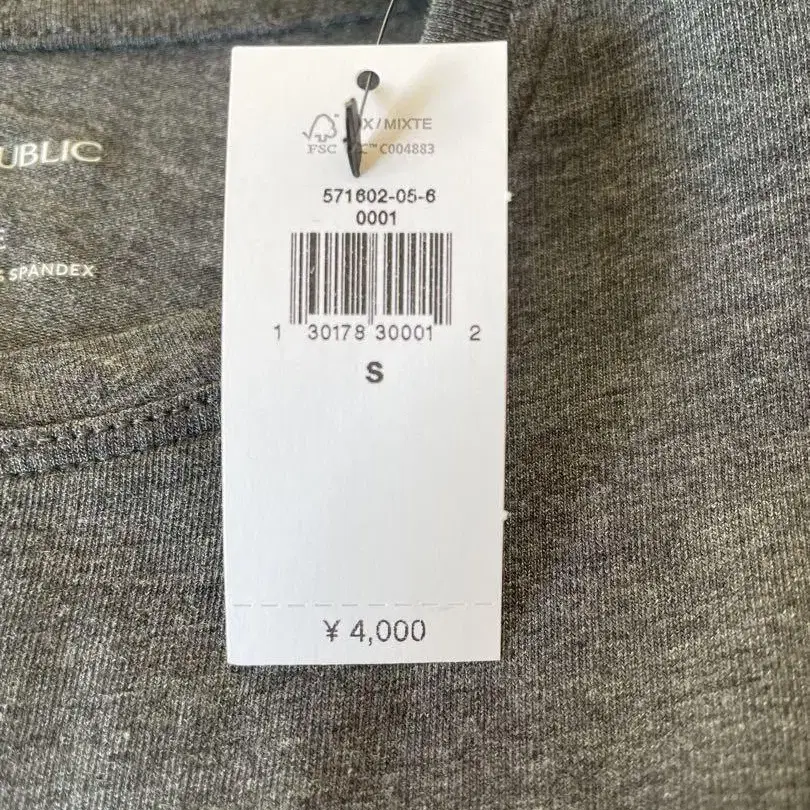 UBLIC
SPANDEX
X/MIXTE
FSC C004883
571602-05-6
0001
1 30178 30001 2
S
¥ 4,000